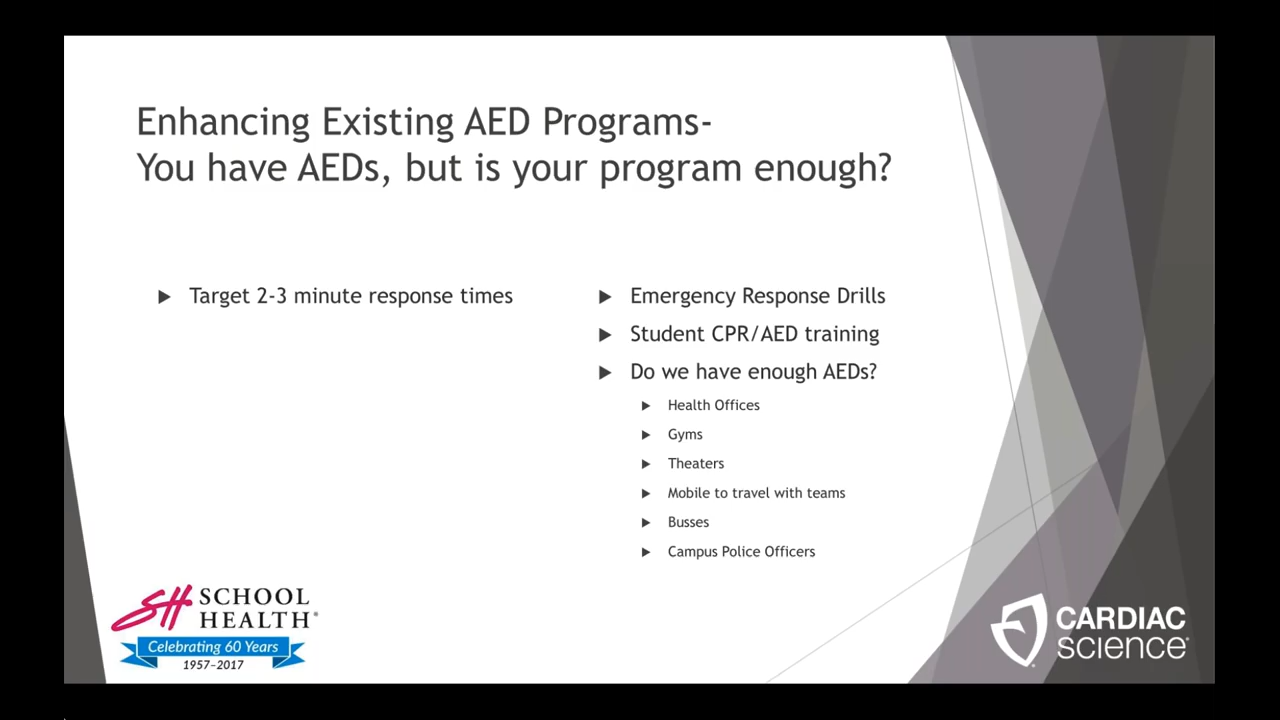 Enhancing Existing AED Programs-
You have AEDs, but is your program enough?
Target 2-3 minute response times
Emergency Response Drills
Student CPR/AED training
Do we have enough AEDs?
Health Offices
Gyms
Theaters
Mobile to travel with teams
Busses
Campus Police Officers
SH SCHOOL
HEALTH®
Celebrating 60 Years
1957–2017
CARDIAC
science®